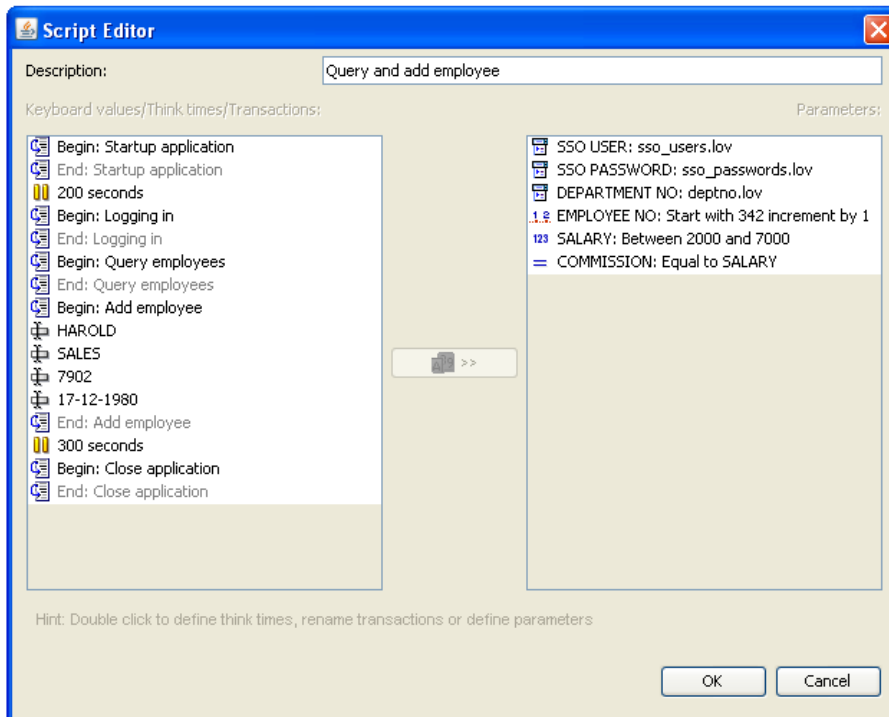 Script Editor
Description:
Query and add employee
Keyboard values/Think times/Transactions:
Parameters:
Begin: Startup application
End: Startup application
200 seconds
Begin: Logging in
End: Logging in
Begin: Query employees
End: Query employees
Begin: Add employee
HAROLD
SALES
7902
17-12-1980
End: Add employee
300 seconds
Begin: Close application
End: Close application
>>
SSO USER: sso_users.lov
SSO PASSWORD: sso_passwords.lov
DEPARTMENT NO: deptno.lov
1 2 EMPLOYEE NO: Start with 342 increment by 1
123 SALARY: Between 2000 and 7000
= COMMISSION: Equal to SALARY
Hint: Double click to define think times, rename transactions or define parameters
OK
Cancel